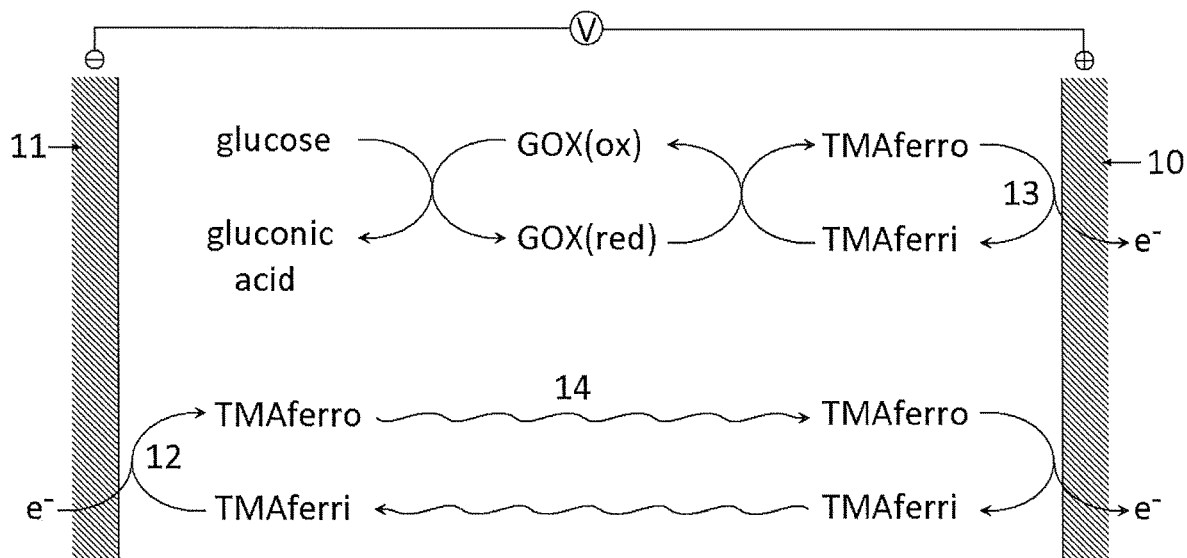 V
⊖ ⊕
glucose GOX(ox) TMAferro
11 10
13
gluconic acid GOX(red) TMAferri e⁻
14
TMAferro TMAferro
12
e⁻ TMAferri TMAferri e⁻